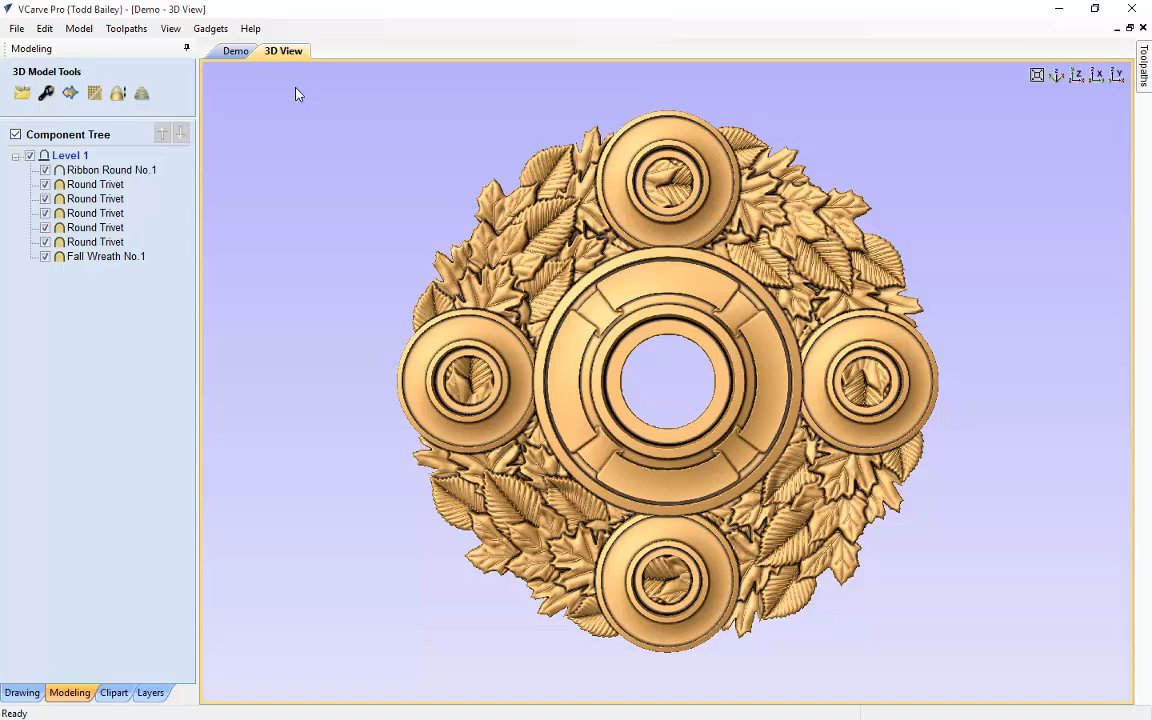 VCarve Pro {Todd Bailey} - [Demo - 3D View]
File Edit Model Toolpaths View Gadgets Help
Modeling
Demo 3D View
3D Model Tools
Z X Y
Toolpaths
Component Tree
Level 1
Ribbon Round No.1
Round Trivet
Round Trivet
Round Trivet
Round Trivet
Round Trivet
Fall Wreath No.1
Drawing Modeling Clipart Layers
Ready